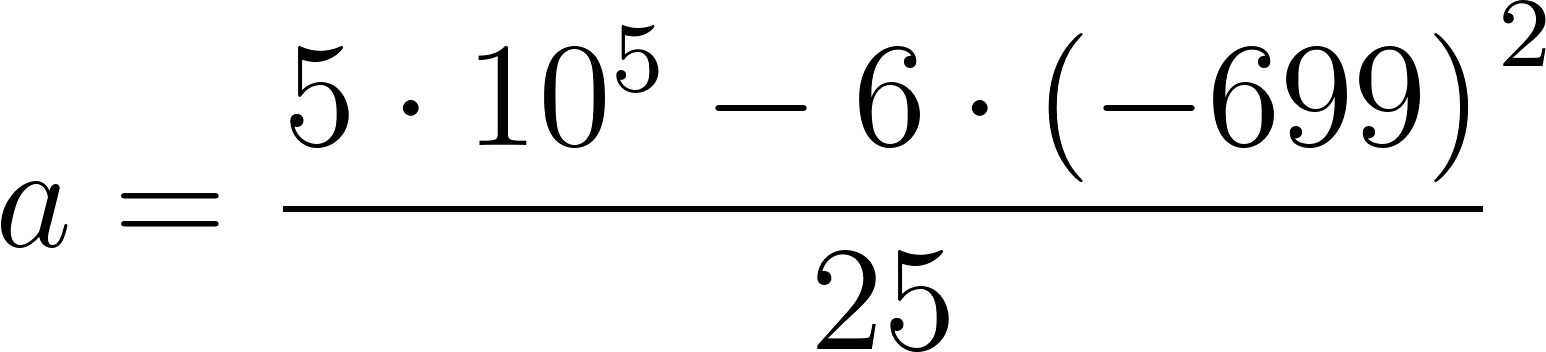 a = \frac{5 \cdot 10^5 - 6 \cdot (-699)}{25}^2